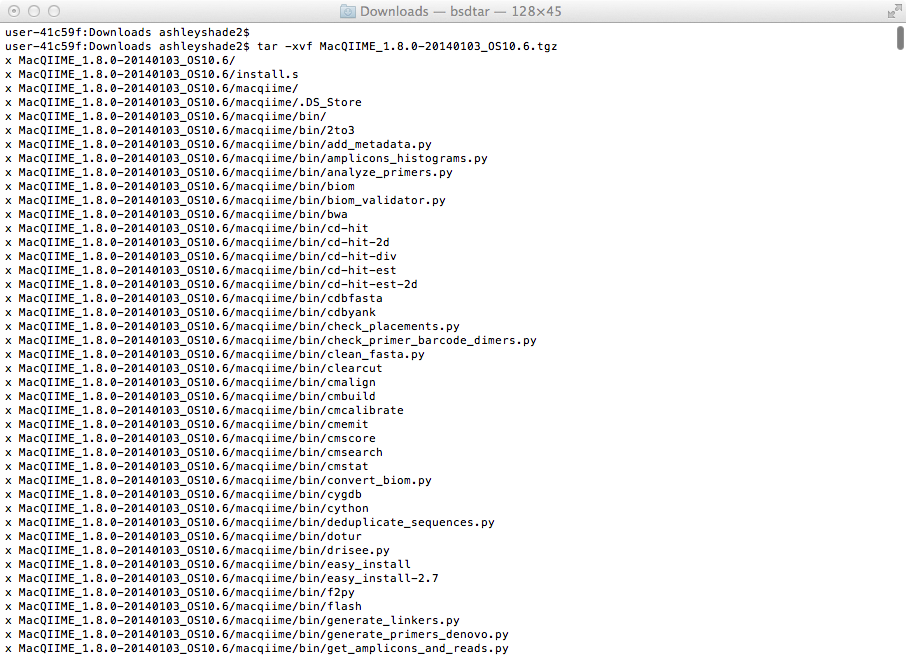 Downloads — bsdtar — 128×45
user-41c59f:Downloads ashleyshade2$
user-41c59f:Downloads ashleyshade2$ tar -xvf MacQIIME_1.8.0-20140103_OS10.6.tgz
x MacQIIME_1.8.0-20140103_OS10.6/
x MacQIIME_1.8.0-20140103_OS10.6/install.s
x MacQIIME_1.8.0-20140103_OS10.6/macqiime/
x MacQIIME_1.8.0-20140103_OS10.6/macqiime/.DS_Store
x MacQIIME_1.8.0-20140103_OS10.6/macqiime/bin/
x MacQIIME_1.8.0-20140103_OS10.6/macqiime/bin/2to3
x MacQIIME_1.8.0-20140103_OS10.6/macqiime/bin/add_metadata.py
x MacQIIME_1.8.0-20140103_OS10.6/macqiime/bin/amplicons_histograms.py
x MacQIIME_1.8.0-20140103_OS10.6/macqiime/bin/analyze_primers.py
x MacQIIME_1.8.0-20140103_OS10.6/macqiime/bin/biom
x MacQIIME_1.8.0-20140103_OS10.6/macqiime/bin/biom_validator.py
x MacQIIME_1.8.0-20140103_OS10.6/macqiime/bin/bwa
x MacQIIME_1.8.0-20140103_OS10.6/macqiime/bin/cd-hit
x MacQIIME_1.8.0-20140103_OS10.6/macqiime/bin/cd-hit-2d
x MacQIIME_1.8.0-20140103_OS10.6/macqiime/bin/cd-hit-div
x MacQIIME_1.8.0-20140103_OS10.6/macqiime/bin/cd-hit-est
x MacQIIME_1.8.0-20140103_OS10.6/macqiime/bin/cd-hit-est-2d
x MacQIIME_1.8.0-20140103_OS10.6/macqiime/bin/cdbfasta
x MacQIIME_1.8.0-20140103_OS10.6/macqiime/bin/cdbyank
x MacQIIME_1.8.0-20140103_OS10.6/macqiime/bin/check_placements.py
x MacQIIME_1.8.0-20140103_OS10.6/macqiime/bin/check_primer_barcode_dimers.py
x MacQIIME_1.8.0-20140103_OS10.6/macqiime/bin/clean_fasta.py
x MacQIIME_1.8.0-20140103_OS10.6/macqiime/bin/clearcut
x MacQIIME_1.8.0-20140103_OS10.6/macqiime/bin/cmalign
x MacQIIME_1.8.0-20140103_OS10.6/macqiime/bin/cmbuild
x MacQIIME_1.8.0-20140103_OS10.6/macqiime/bin/cmcalibrate
x MacQIIME_1.8.0-20140103_OS10.6/macqiime/bin/cmemit
x MacQIIME_1.8.0-20140103_OS10.6/macqiime/bin/cmscore
x MacQIIME_1.8.0-20140103_OS10.6/macqiime/bin/cmsearch
x MacQIIME_1.8.0-20140103_OS10.6/macqiime/bin/cmstat
x MacQIIME_1.8.0-20140103_OS10.6/macqiime/bin/convert_biom.py
x MacQIIME_1.8.0-20140103_OS10.6/macqiime/bin/cygdb
x MacQIIME_1.8.0-20140103_OS10.6/macqiime/bin/cython
x MacQIIME_1.8.0-20140103_OS10.6/macqiime/bin/deduplicate_sequences.py
x MacQIIME_1.8.0-20140103_OS10.6/macqiime/bin/dotur
x MacQIIME_1.8.0-20140103_OS10.6/macqiime/bin/drisee.py
x MacQIIME_1.8.0-20140103_OS10.6/macqiime/bin/easy_install
x MacQIIME_1.8.0-20140103_OS10.6/macqiime/bin/easy_install-2.7
x MacQIIME_1.8.0-20140103_OS10.6/macqiime/bin/f2py
x MacQIIME_1.8.0-20140103_OS10.6/macqiime/bin/flash
x MacQIIME_1.8.0-20140103_OS10.6/macqiime/bin/generate_linkers.py
x MacQIIME_1.8.0-20140103_OS10.6/macqiime/bin/generate_primers_denovo.py
x MacQIIME_1.8.0-20140103_OS10.6/macqiime/bin/get_amplicons_and_reads.py